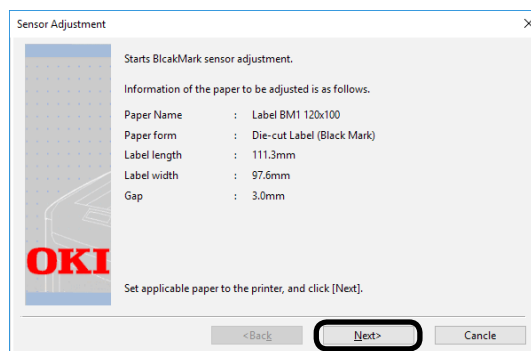 Sensor Adjustment
Starts BlcakMark sensor adjustment.
Information of the paper to be adjusted is as follows.
Paper Name : Label BM1 120x100
Paper form : Die-cut Label (Black Mark)
Label length : 111.3mm
Label width : 97.6mm
Gap : 3.0mm
OKI
Set applicable paper to the printer, and click [Next].
<Back Next> Cancle